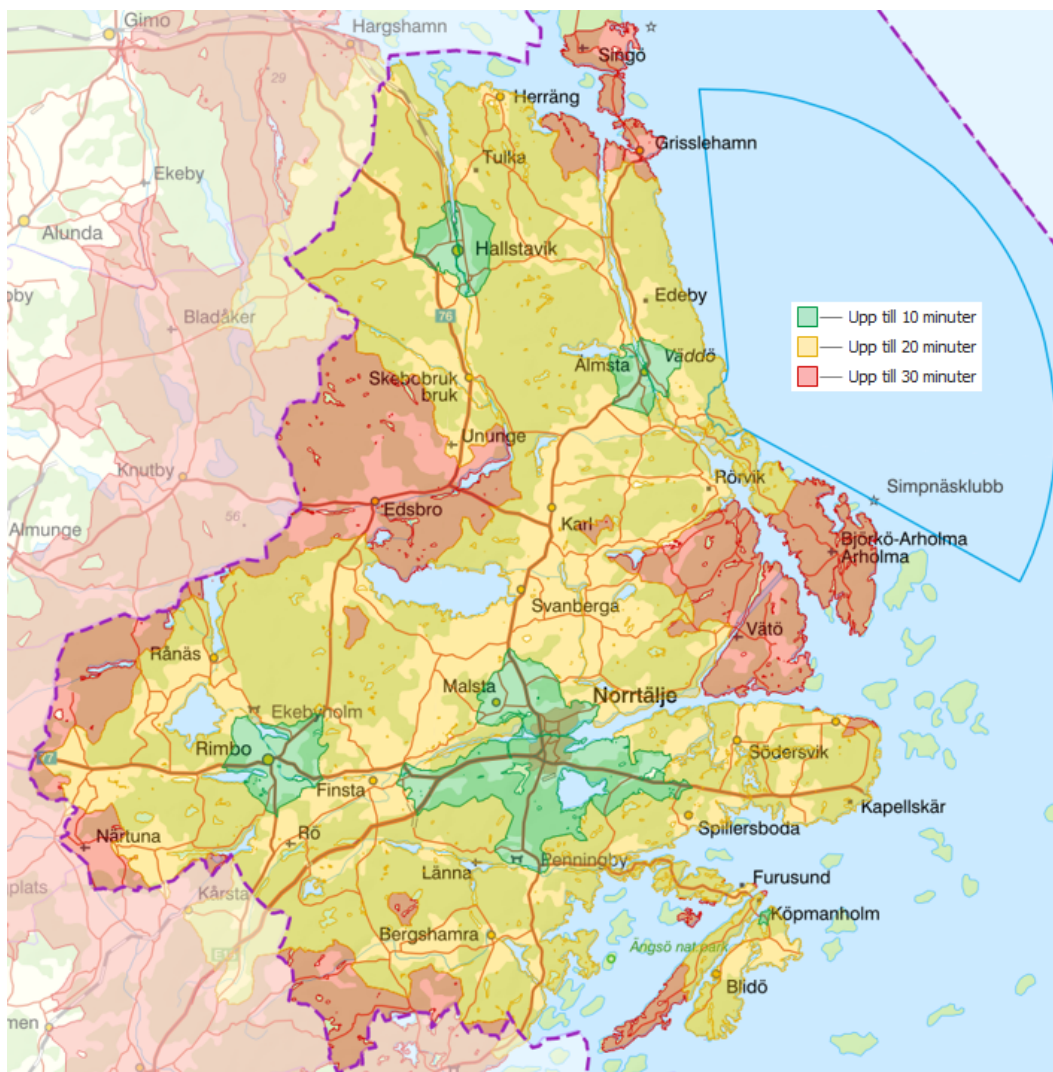 Gimo
Hargshamn
Singö
29
Herräng
Grisslehamn
Tulka
Ekeby
Alunda
Hallstavik
Edeby
76
Bladåker
Upp till 10 minuter
Upp till 20 minuter
Upp till 30 minuter
Älmsta
Väddö
Skebobruk
bruk
Ununge
Knutby
Rörvik
Simpnäsklubb
Edsbro
56
Karl
Almunge
Björkö-Arholma
Arholma
Svanberga
Vätö
Rånäs
Malsta
Norrtälje
Ekebyholm
Rimbo
Södersvik
Finsta
Kapellskär
Närtuna
Rö
Spillersboda
Länna
Penningby
Furusund
Kårsta
Köpmanholm
Bergshamra
Ängsö nat park
Blidö